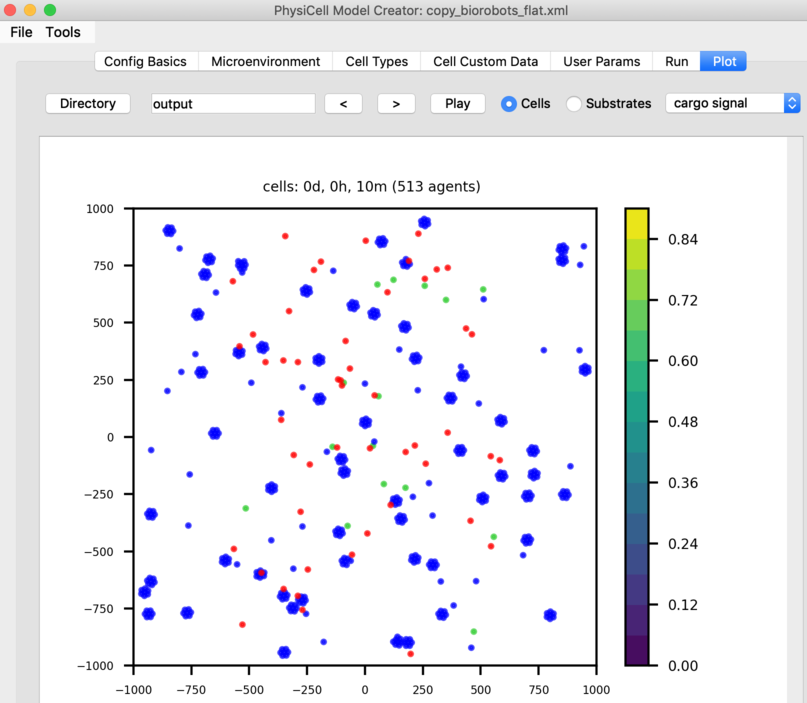 PhysiCell Model Creator: copy_biorobots_flat.xml
File Tools
Config Basics Microenvironment Cell Types Cell Custom Data User Params Run Plot
Directory output < > Play Cells Substrates cargo signal
cells: 0d, 0h, 10m (513 agents)
1000
750
500
250
0
−250
−500
−750
−1000
−1000 −750 −500 −250 0 250 500 750 1000
0.84
0.72
0.60
0.48
0.36
0.24
0.12
0.00